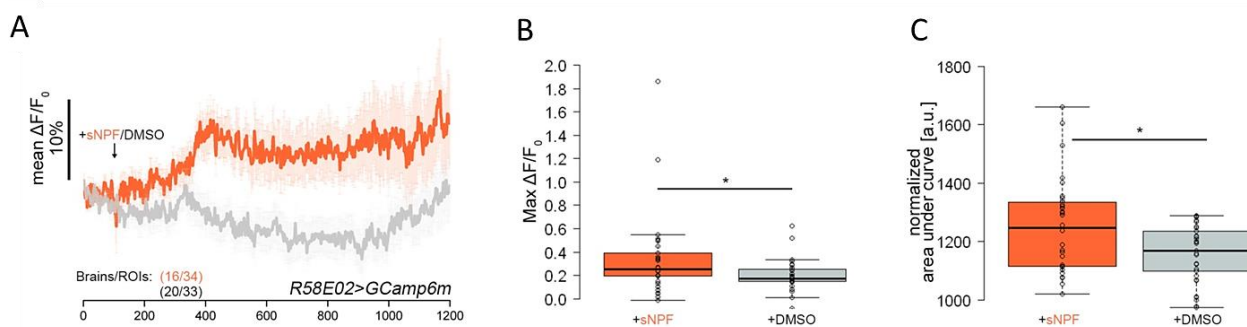 A
mean ΔF/F0
10%
+sNPF/DMSO
Brains/ROIs: (16/34)
(20/33)
R58E02>GCamp6m
0 200 400 600 800 1000 1200
B
Max ΔF/F0
2.0
1.8
1.6
1.4
1.2
1.0
0.8
0.6
0.4
0.2
0.0
*
+sNPF +DMSO
C
normalized
area under curve [a.u.]
1800
1600
1400
1200
1000
*
+sNPF +DMSO